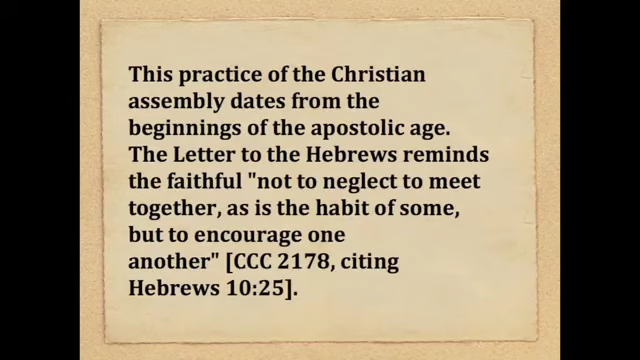 This practice of the Christian
assembly dates from the
beginnings of the apostolic age.
The Letter to the Hebrews reminds
the faithful "not to neglect to meet
together, as is the habit of some,
but to encourage one
another" [CCC 2178, citing
Hebrews 10:25].